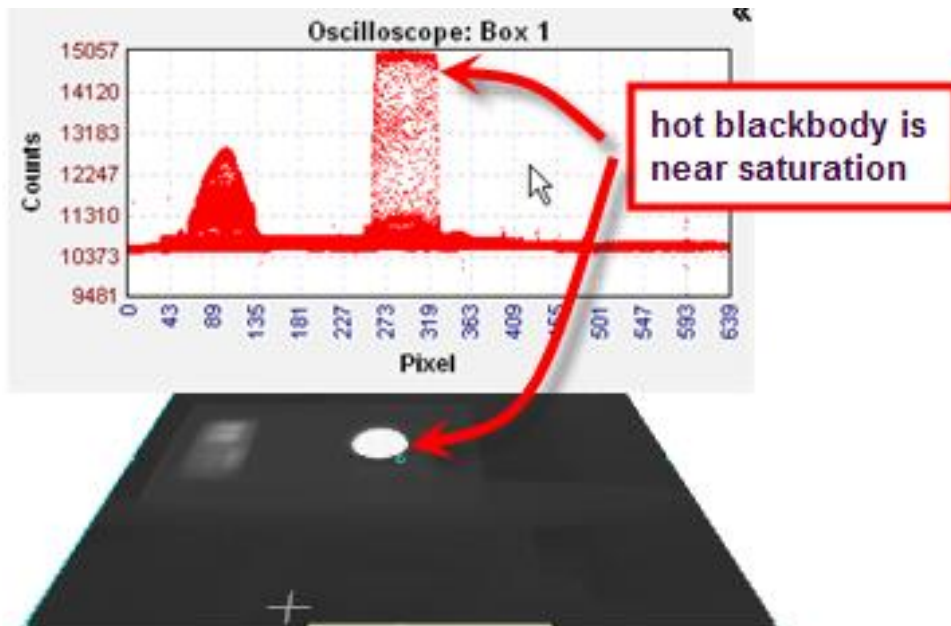 «
Oscilloscope: Box 1
15057
14120
13183
12247
11310
10373
9481
Counts
0 43 89 135 181 227 273 319 363 409 455 501 547 593 639
Pixel
hot blackbody is
near saturation